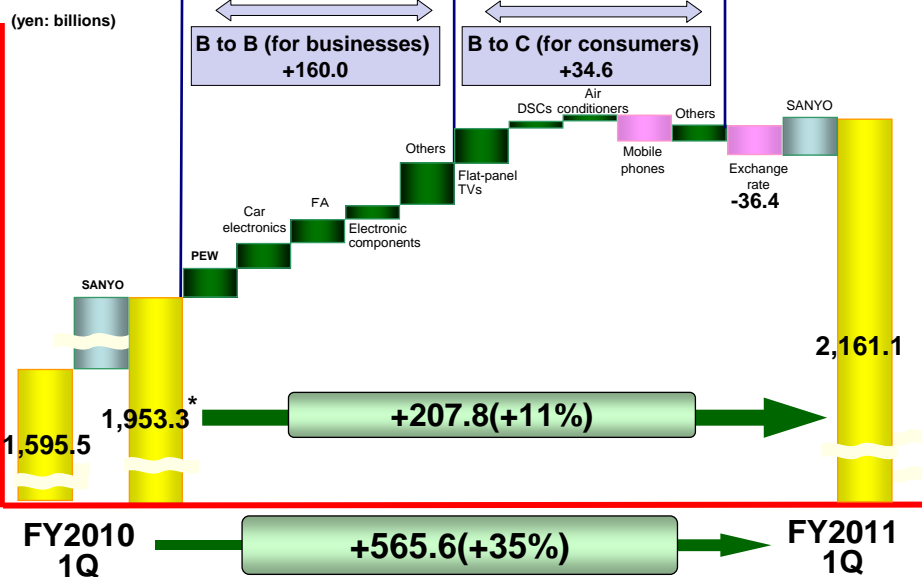 (yen: billions)
B to B (for businesses)
+160.0
B to C (for consumers)
+34.6
Air
DSCs conditioners
Others
SANYO
Mobile
phones
Exchange
rate
-36.4
Others
Flat-panel
TVs
FA
Car
electronics
Electronic
components
PEW
SANYO
2,161.1
1,953.3*
+207.8(+11%)
1,595.5
FY2010
1Q
+565.6(+35%)
FY2011
1Q